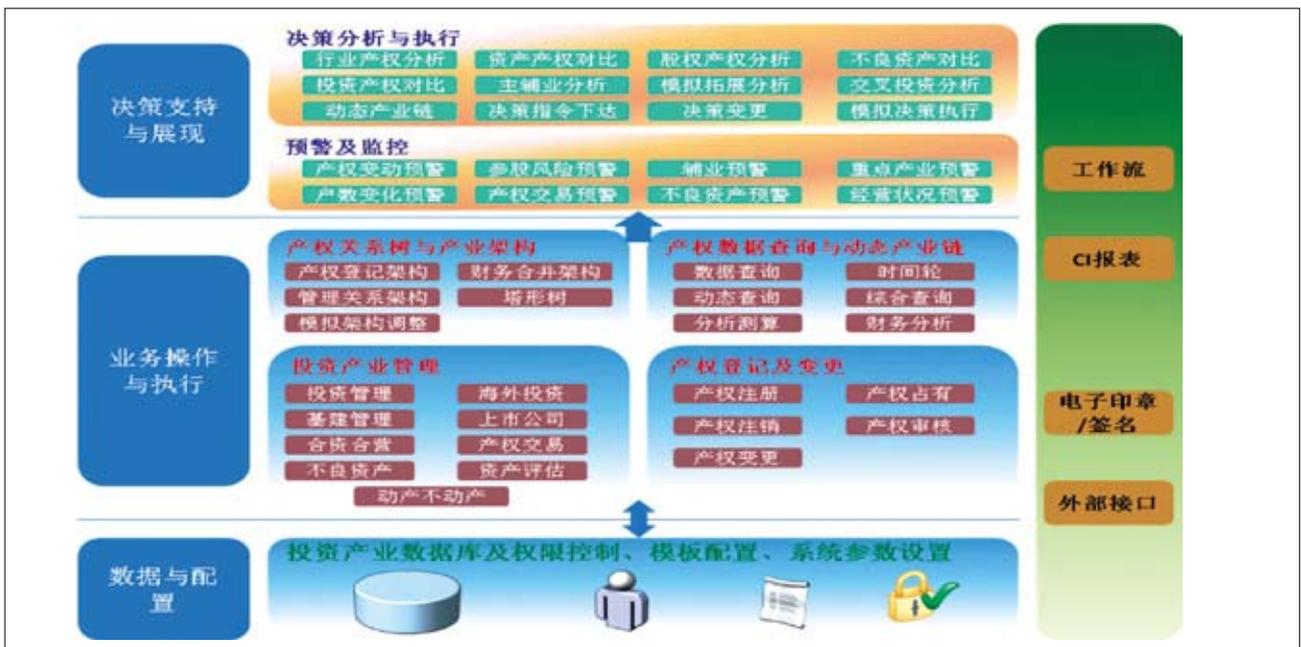 决策支持
与展现
决策分析与执行
行业产权分析 资产产权对比 股权产权分析 不良资产对比
投资产权对比 主辅业分析 模拟拓展分析 交叉投资分析
动态产业链 决策指令下达 决策变更 模拟决策执行
预警及监控
产权变动预警 参股风险预警 辅业预警 重点产业预警
户数变化预警 产权交易预警 不良资产预警 经营状况预警
业务操作
与执行
产权关系树与产业架构
产权登记架构 财务合并架构
管理关系架构 塔形树
模拟架构调整
产权数据查询与动态产业链
数据查询 时间轮
动态查询 综合查询
分析测算 财务分析
投资产业管理
投资管理 海外投资
基建管理 上市公司
合资合营 产权交易
不良资产 资产评估
动产不动产
产权登记及变更
产权注册 产权占有
产权注销 产权审核
产权变更
数据与配
置
投资产业数据库及权限控制、模板配置、系统参数设置
工作流
CI报表
电子印章
/签名
外部接口